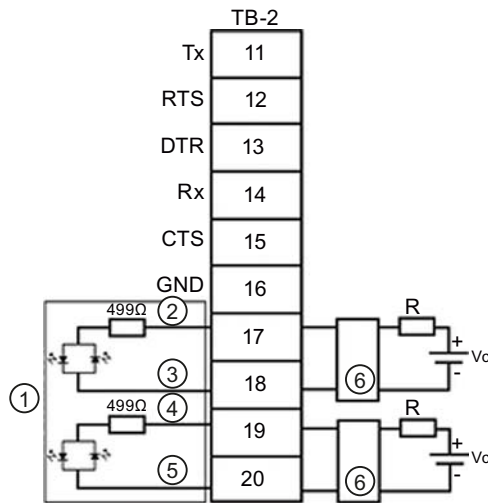 TB-2
Tx 11
RTS 12
DTR 13
Rx 14
CTS 15
GND 16
499Ω 2 17 R
+
Vc
-
1 3 18 6
499Ω 4 19 R
+
Vc
-
5 20 6